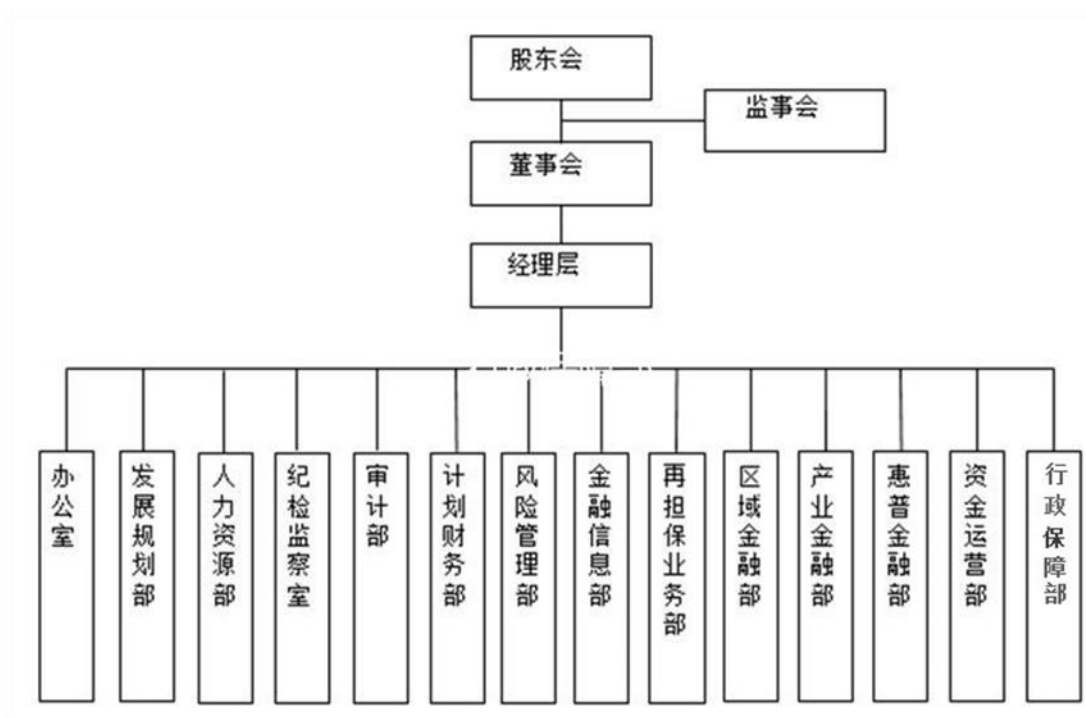 股东会
监事会
董事会
经理层
办公室
发展规划部
人力资源部
纪检监察室
审计部
计划财务部
风险管理部
金融信息部
再担保业务部
区域金融部
产业金融部
惠普金融部
资金运营部
行政保障部